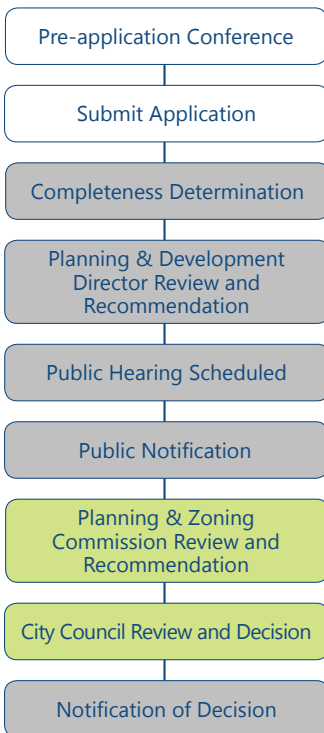 Pre-application Conference
Submit Application
Completeness Determination
Planning & Development
Director Review and
Recommendation
Public Hearing Scheduled
Public Notification
Planning & Zoning
Commission Review and
Recommendation
City Council Review and Decision
Notification of Decision